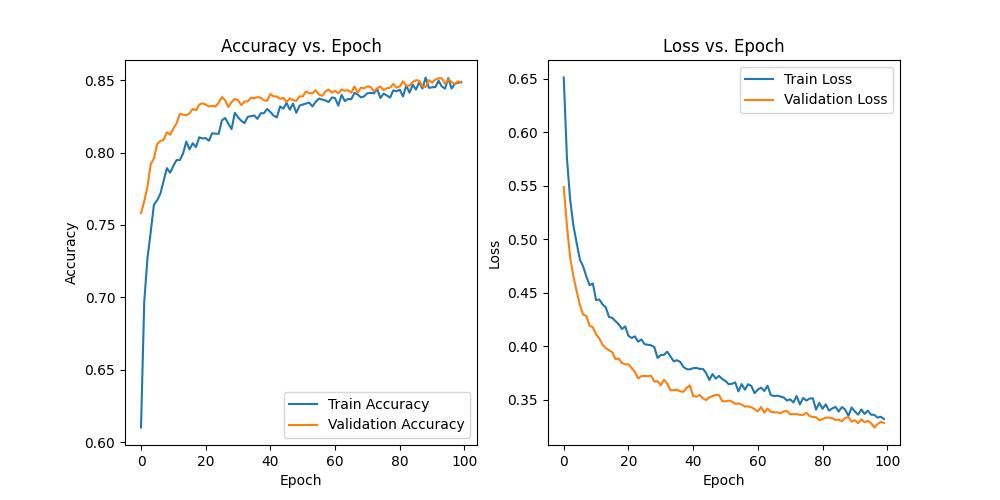 Accuracy vs. Epoch
0.85
0.80
0.75
0.70
0.65
0.60
Accuracy
0 20 40 60 80 100
Epoch
Train Accuracy
Validation Accuracy
Loss vs. Epoch
0.65
0.60
0.55
0.50
0.45
0.40
0.35
Loss
0 20 40 60 80 100
Epoch
Train Loss
Validation Loss